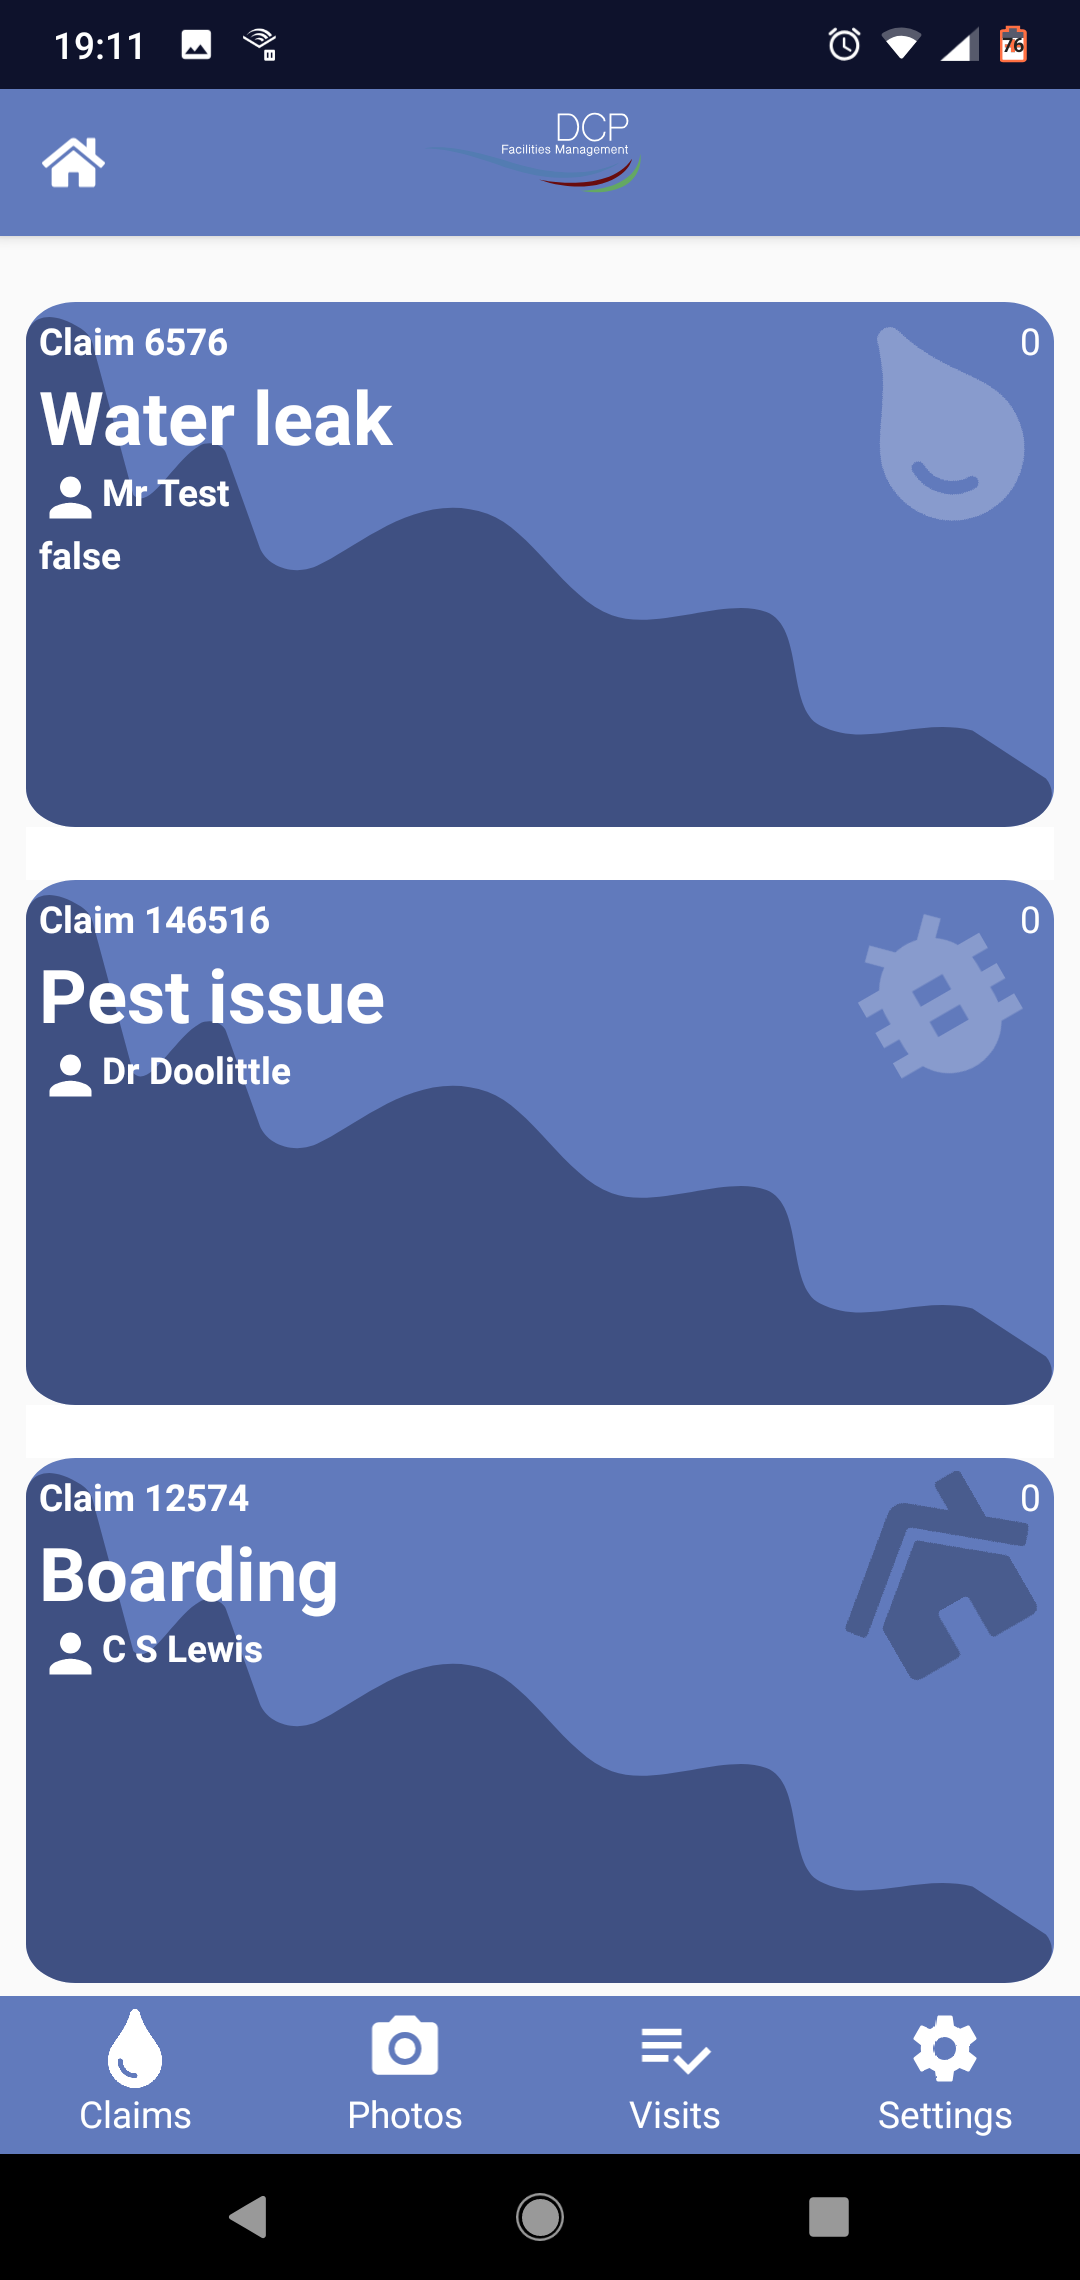 19:11
76
DCP
Facilities Management
Claim 6576
0
Water leak
Mr Test
false
Claim 146516
0
Pest issue
Dr Doolittle
Claim 12574
0
Boarding
C S Lewis
Claims
Photos
Visits
Settings